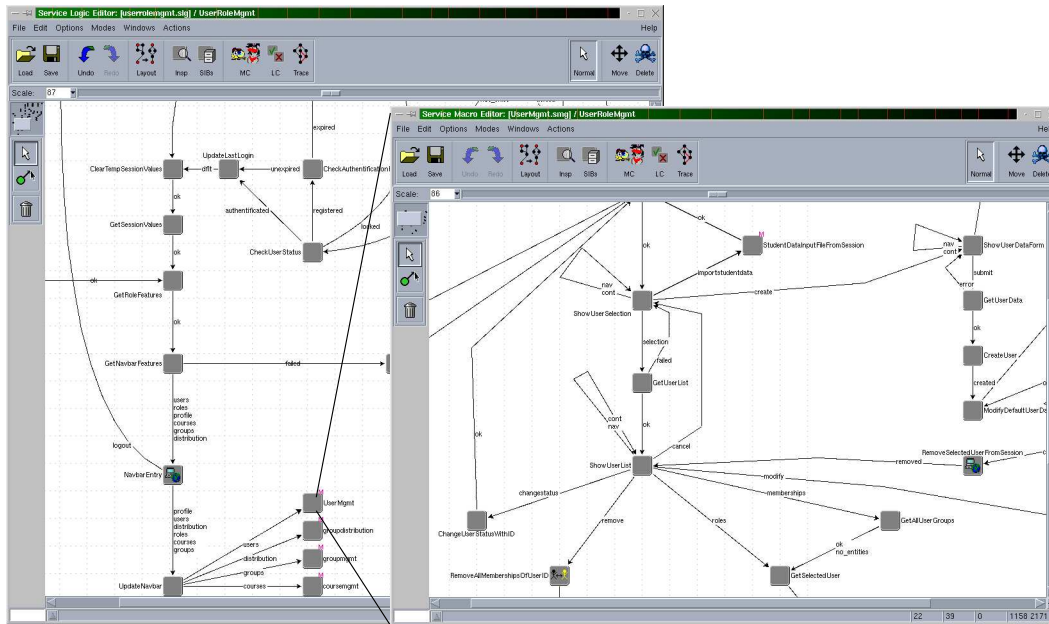 Service Logic Editor: [userrolemgmt.slg] / UserRoleMgmt
File Edit Options Modes Windows Actions Help
Load Save Undo Redo Layout Insp SIBs MC LC Trace Normal Move Delete
Scale: 87
expired
UpdateLastLogin
ClearTempSessionValues
dflt
unexpired
CheckAuthentification
ok
authentificated
registered
locked
GetSessionValues
CheckUserStatus
ok
ok
GetRoleFeatures
ok
GetNavbarFeatures
failed
users
roles
profile
courses
groups
distribution
logout
NavbarEntry
profile
users
distribution
roles
courses
groups
M
UserMgmt
M
groupdistribution
M
groupmgmt
M
coursemgmt
users
distribution
groups
courses
UpdateNavbar
Service Macro Editor: [UserMgmt.smg] / UserRoleMgmt
File Edit Options Modes Windows Actions
Load Save Undo Redo Layout Insp SIBs MC LC Trace Normal Move
Scale: 86
ok
M
StudentDataInputFileFromSession
ok
nav
cont
ShowUserDataForm
nav
cont
importstudentdata
submit
error
create
GetUserData
ShowUserSelection
ok
selection
failed
CreateUser
GetUserList
created
cont
nav
ok
ok
cancel
RemoveSelectedUserFromSession
ShowUserList
removed
modify
changestatus
memberships
ChangeUserStatusWithID
remove
roles
GetAllUserGroups
ok
no_entities
RemoveAllMembershipsOfUserID
GetSelectedUser
22 39 0 1158 2171